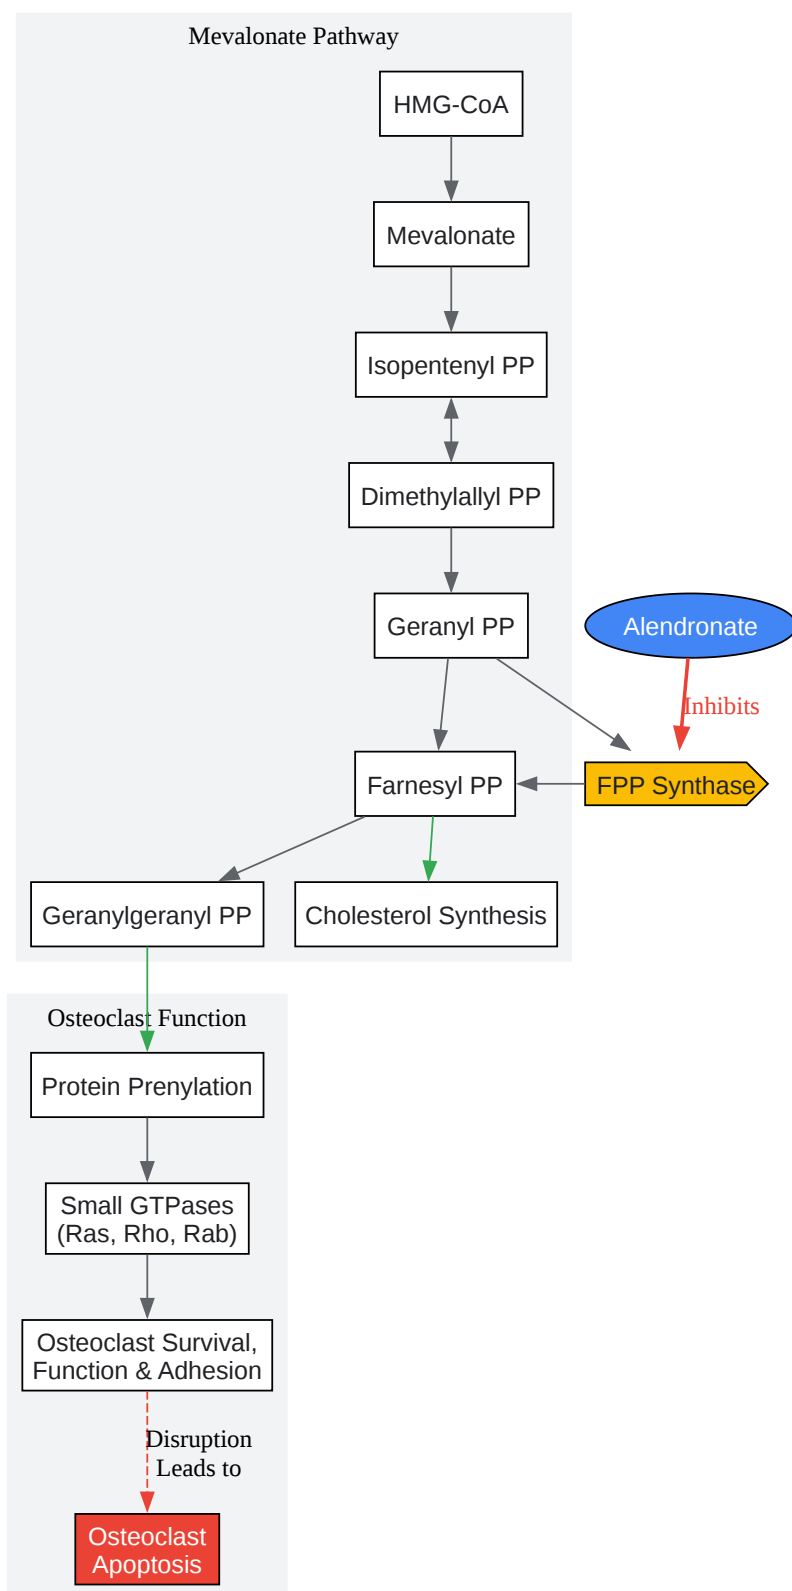 Mevalonate Pathway
HMG-CoA
Mevalonate
Isopentenyl PP
Dimethylallyl PP
Geranyl PP
Alendronate
Inhibits
Farnesyl PP
FPP Synthase
Geranylgeranyl PP
Cholesterol Synthesis
Osteoclast Function
Protein Prenylation
Small GTPases
(Ras, Rho, Rab)
Osteoclast Survival,
Function & Adhesion
Disruption
Leads to
Osteoclast
Apoptosis